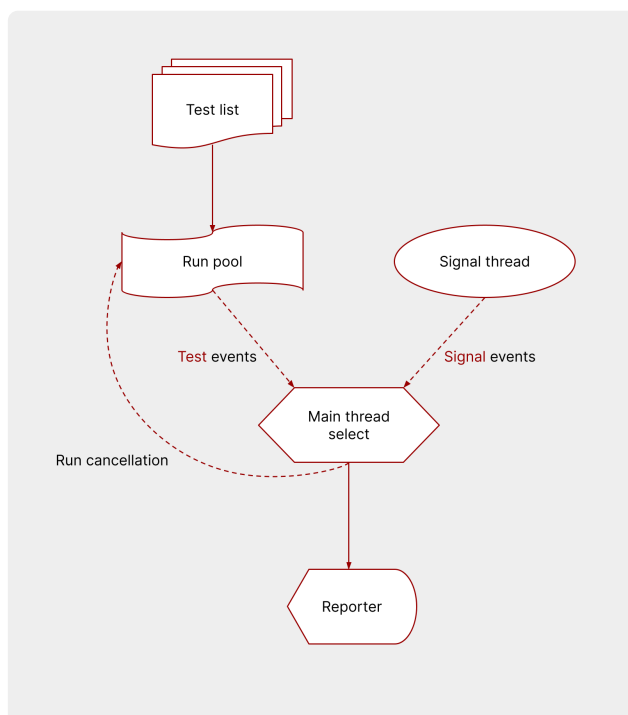 Test list
Run pool
Signal thread
Test events
Signal events
Main thread
select
Run cancellation
Reporter